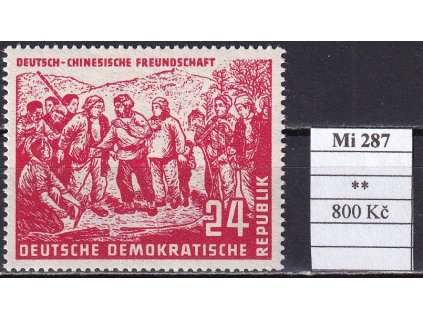 DEUTSCH-CHINESISCHE FREUNDSCHAFT
24
DEUTSCHE DEMOKRATISCHE
REPUBLIK
Mi 287
**
800 Kč